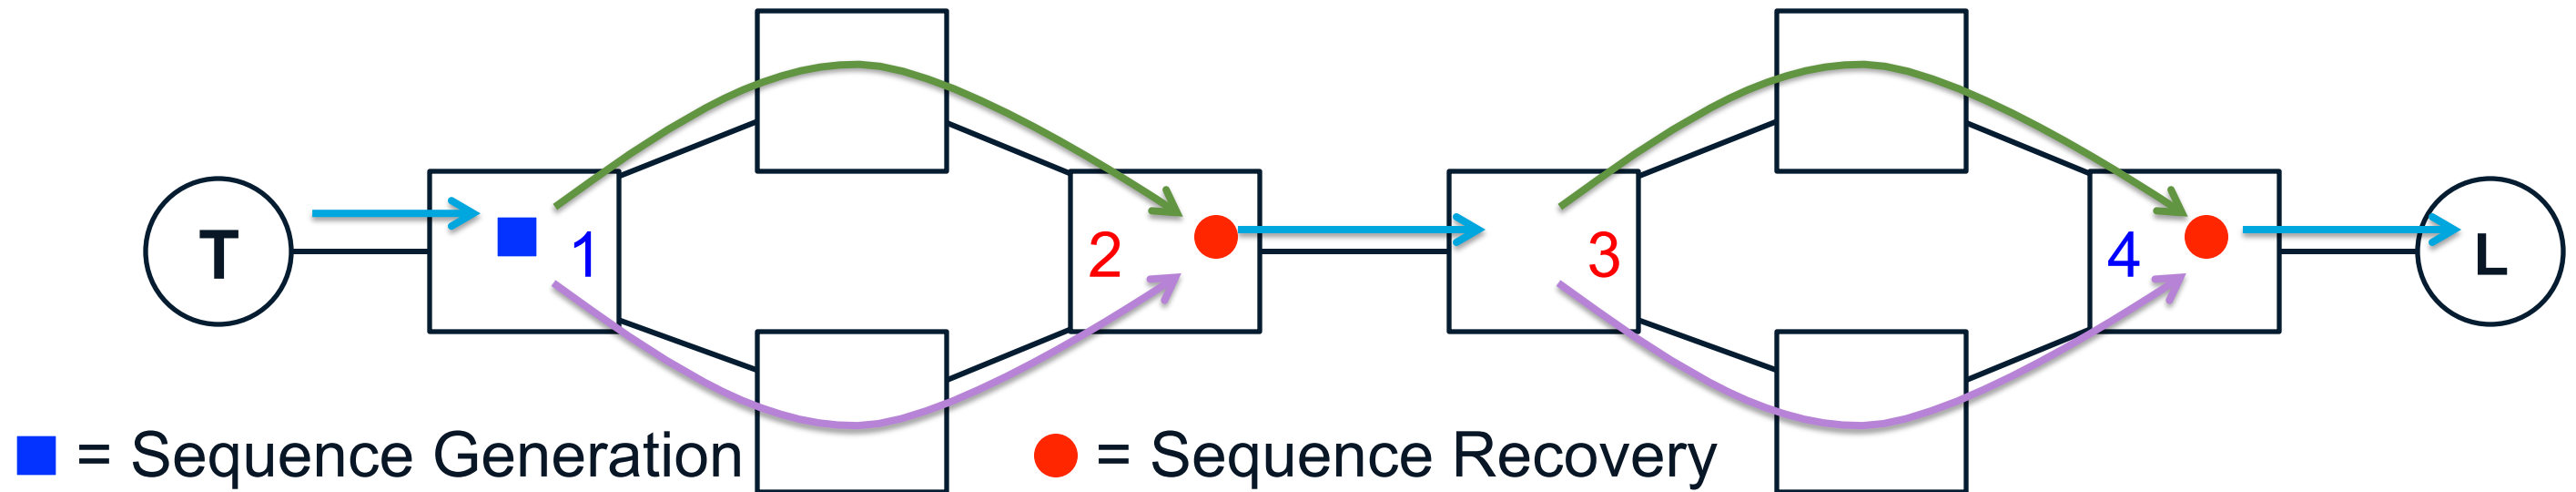 T
1
2
3
4
L
= Sequence Generation
= Sequence Recovery